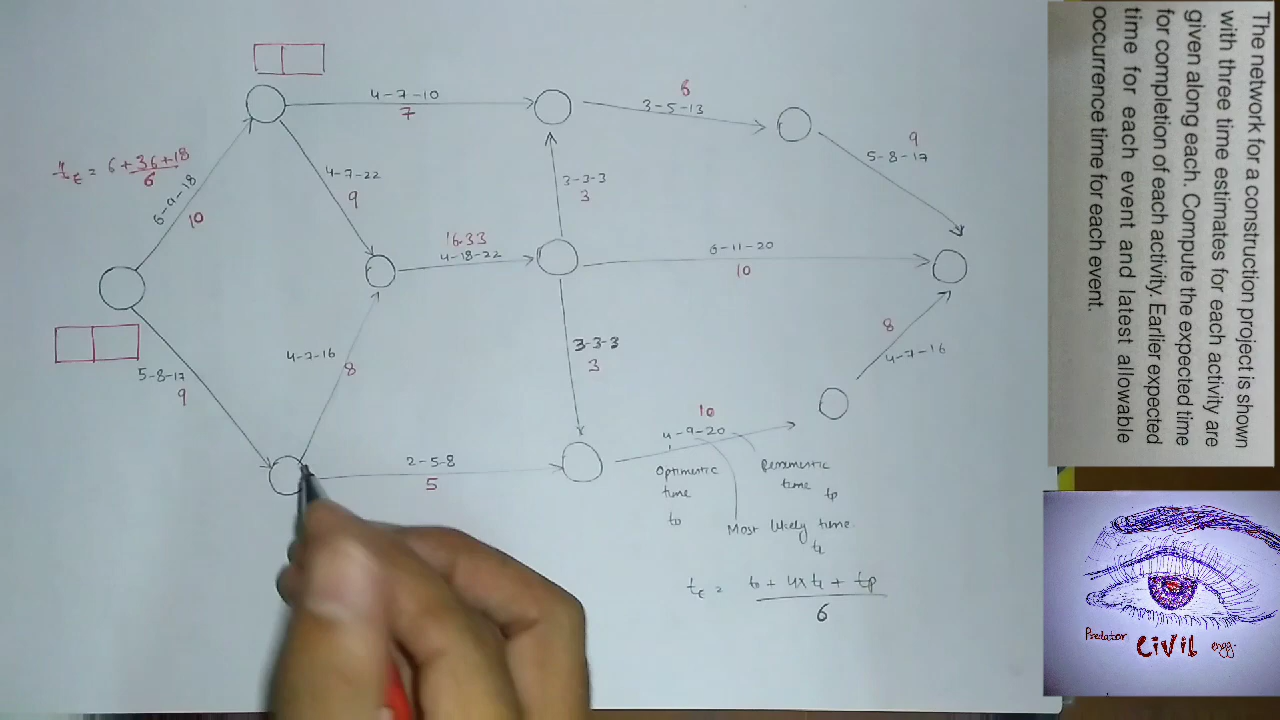 The network for a construction project is shown
with three time estimates for each activity are
given along each. Compute the expected time
for completion of each activity. Earlier expected
time for each event and latest allowable
occurrence time for each event.
4-7-10
7
6
3-5-13
9
5-8-17
tE = 6+36+18
6
6-9-18
10
4-7-22
9
3-3-3
3
16.33
4-18-22
6-11-20
10
5-8-17
9
4-7-16
8
3-3-3
3
8
4-7-16
2-5-8
5
10
4-9-20
Optimistic
time
to
Pessimistic
time tp
Most likely time
tL
tE = to + 4x tL + tp
6
Predator CIVIL engg.